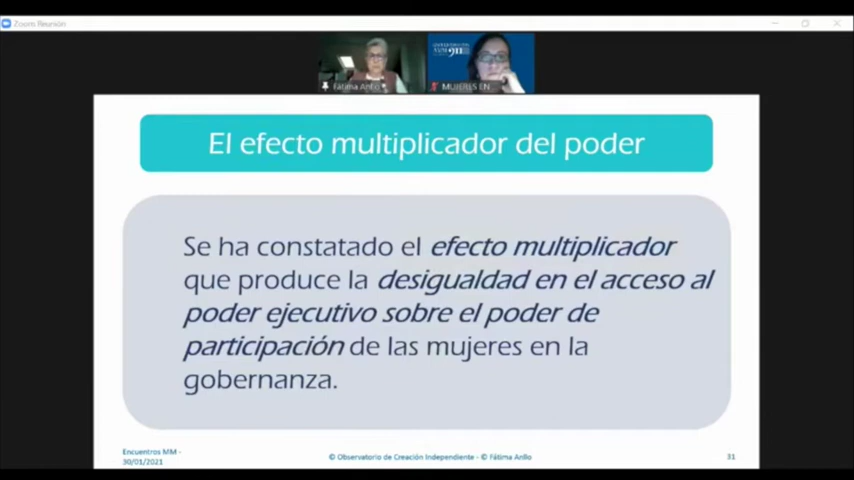 Zoom Reunión
Fátima Anllo
MUJERES EN
El efecto multiplicador del poder
Se ha constatado el efecto multiplicador
que produce la desigualdad en el acceso al
poder ejecutivo sobre el poder de
participación de las mujeres en la
gobernanza.
Encuentros MM -
30/01/2021
© Observatorio de Creación Independiente - © Fátima Anllo
31